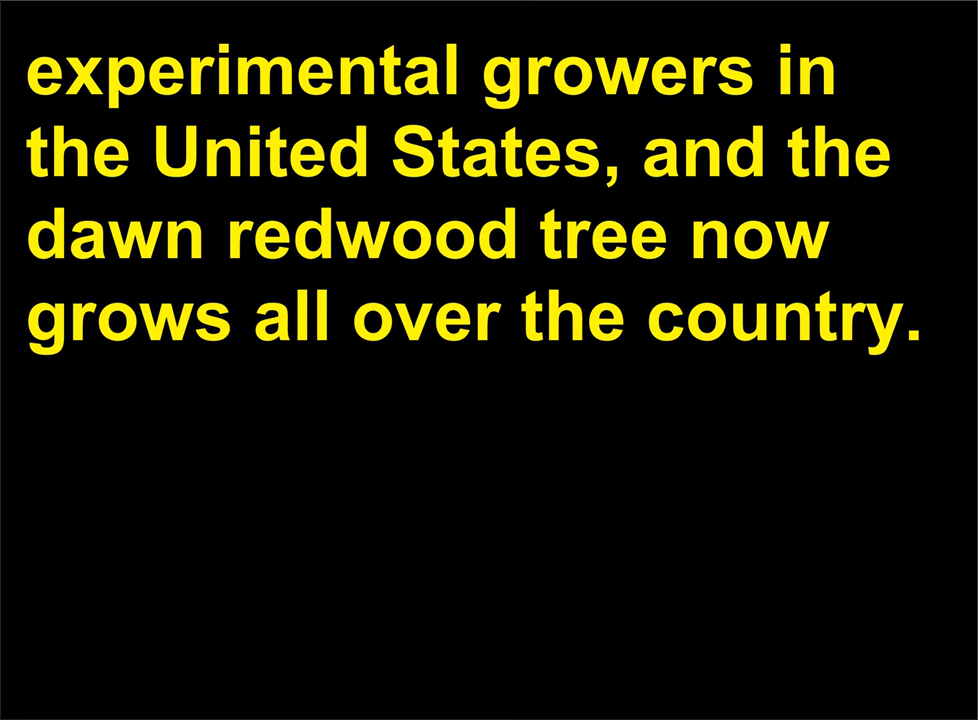 experimental growers in
the United States, and the
dawn redwood tree now
grows all over the country.